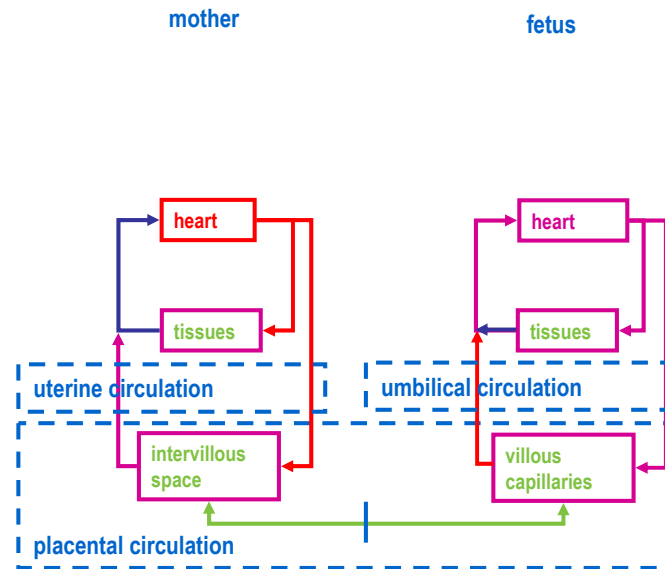 mother
fetus
heart
heart
tissues
tissues
uterine circulation
umbilical circulation
intervillous
space
villous
capillaries
placental circulation